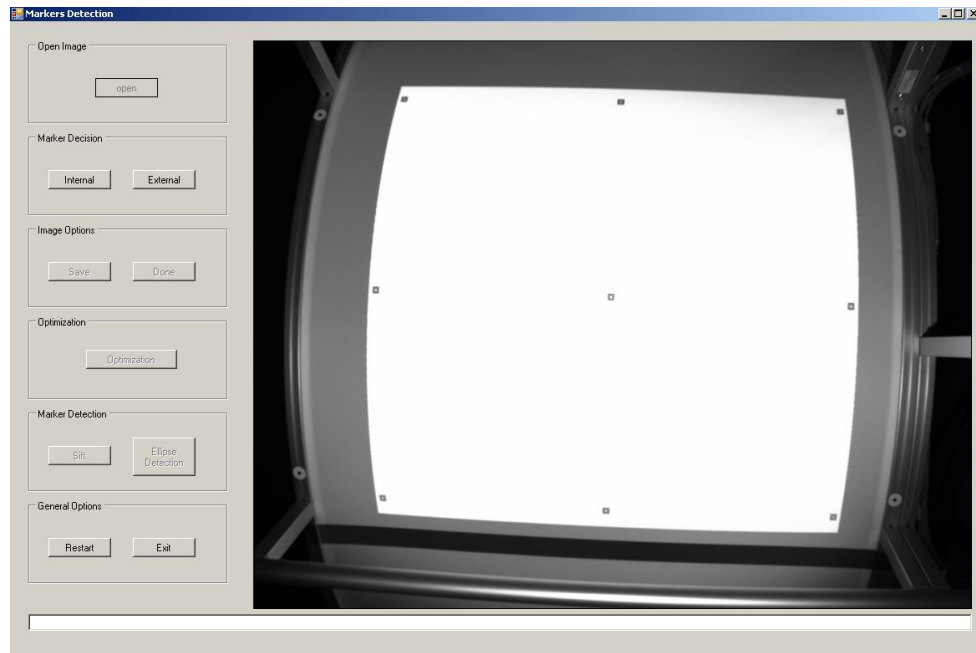 Markers Detection
Open Image
open
Marker Decision
Internal
External
Image Options
Save
Done
Optimization
Optimization
Marker Detection
Sift
Ellipse
Detection
General Options
Restart
Exit